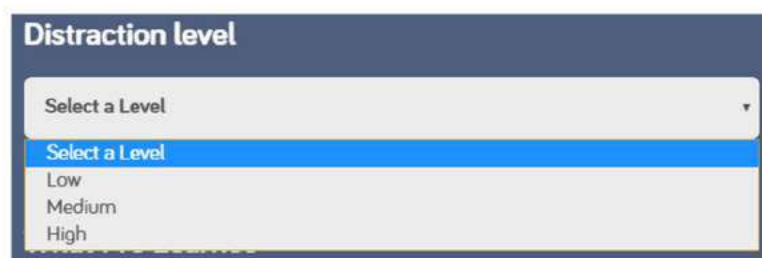 Distraction level
Select a Level
Select a Level
Low
Medium
High